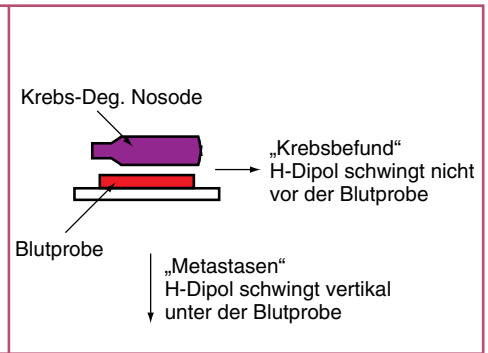 Krebs-Deg. Nosode
„Krebsbefund“
H-Dipol schwingt nicht
vor der Blutprobe
Blutprobe
„Metastasen“
H-Dipol schwingt vertikal
unter der Blutprobe